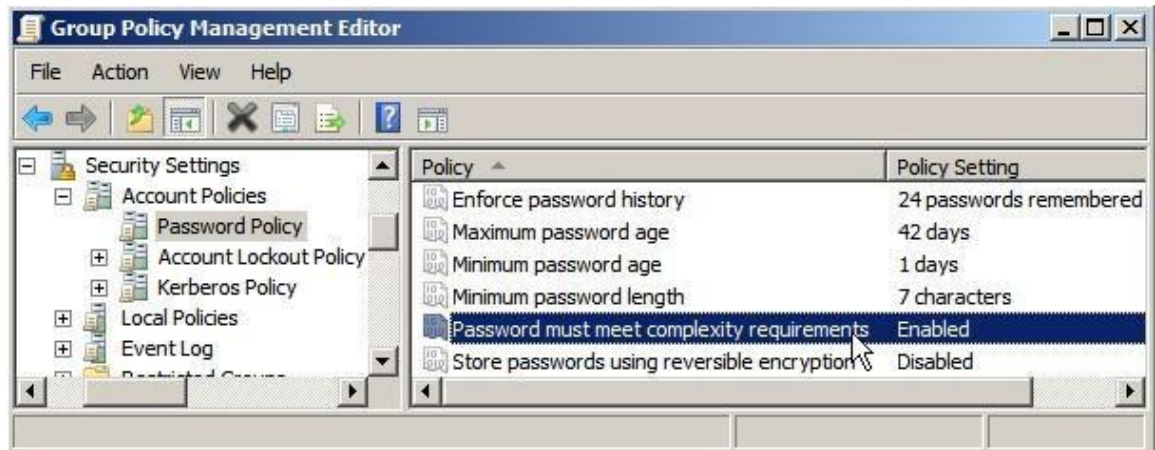 Group Policy Management Editor
File Action View Help
Security Settings
Account Policies
Password Policy
Account Lockout Policy
Kerberos Policy
Local Policies
Event Log
Restricted Groups
Policy Policy Setting
Enforce password history 24 passwords remembered
Maximum password age 42 days
Minimum password age 1 days
Minimum password length 7 characters
Password must meet complexity requirements Enabled
Store passwords using reversible encryption Disabled